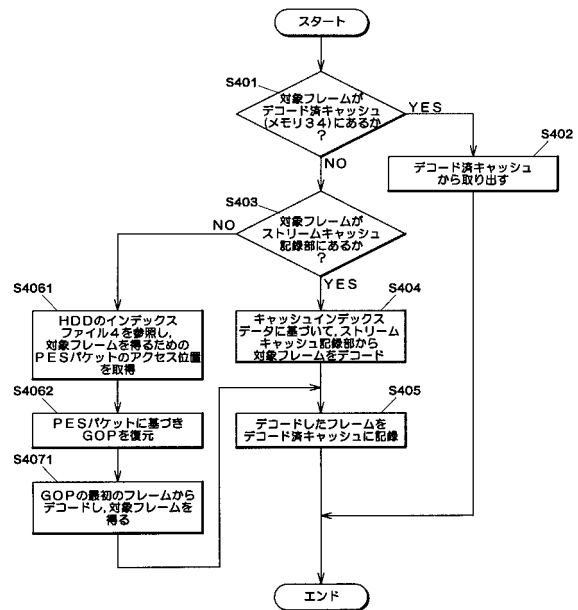 スタート
S401
対象フレームが
デコード済キャッシュ
(メモリ34)にあるか
?
YES
NO
S402
デコード済キャッシュ
から取り出す
S403
対象フレームが
ストリームキャッシュ
記録部にあるか
?
NO
YES
S4061
HDDのインデックス
ファイル4を参照し,
対象フレームを得るための
PESパケットのアクセス位置
を取得
S404
キャッシュインデックス
データに基づいて,ストリーム
キャッシュ記録部から
対象フレームをデコード
S4062
PESパケットに基づき
GOPを復元
S405
デコードしたフレームを
デコード済キャッシュに記録
S4071
GOPの最初のフレームから
デコードし,対象フレームを
得る
エンド